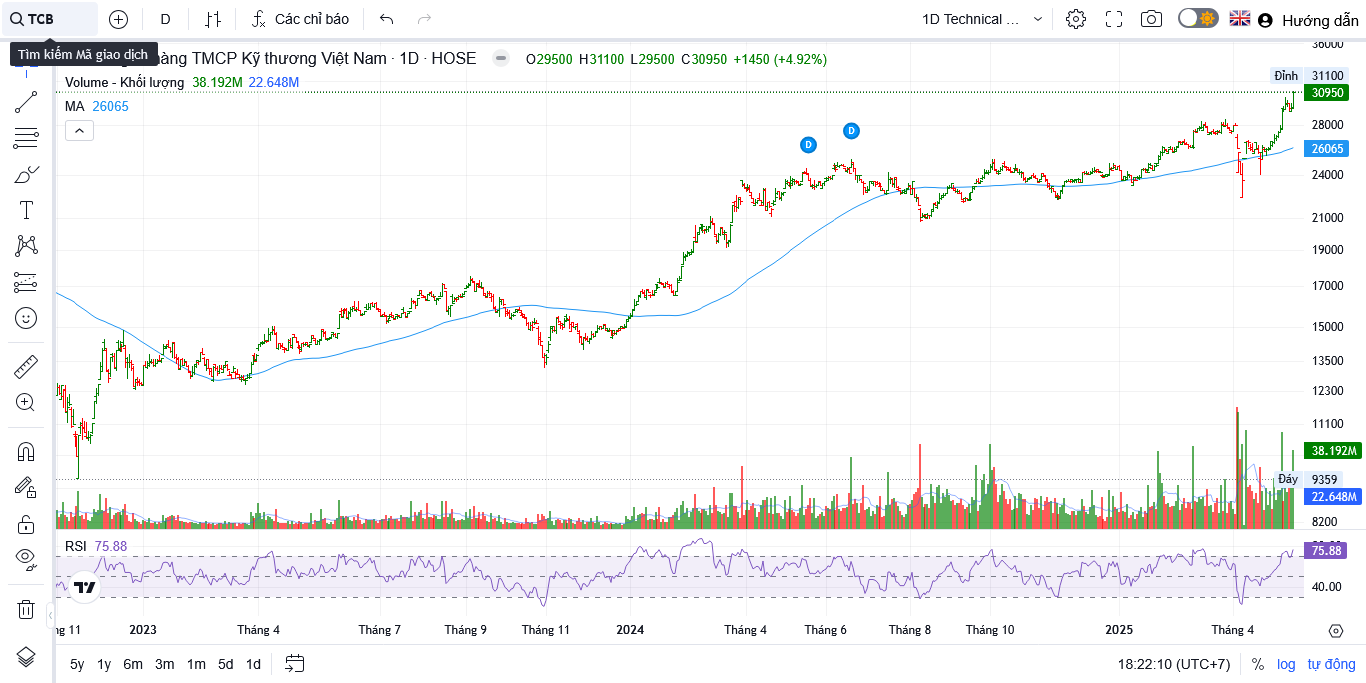 TCB D Các chỉ báo 1D Technical ... Hướng dẫn
Tìm kiếm Mã giao dịch
hàng TMCP Kỹ thương Việt Nam · 1D · HOSE O29500 H31100 L29500 C30950 +1450 (+4.92%)
Volume - Khối lượng 38.192M 22.648M
MA 26065
36000
Đỉnh 31100
30950
D
D
28000
26065
24000
21000
19000
17000
15000
13500
12300
11100
38.192M
Đáy 9359
22.648M
8200
RSI 75.88
75.88
40.00
ng 11 2023 Tháng 4 Tháng 7 Tháng 9 Tháng 11 2024 Tháng 4 Tháng 6 Tháng 8 Tháng 10 2025 Tháng 4
5y 1y 6m 3m 1m 5d 1d 18:22:10 (UTC+7) % log tự động